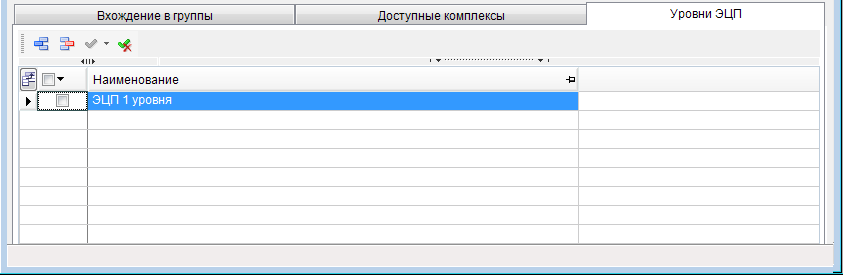 Вхождение в группы
Доступные комплексы
Уровни ЭЦП
Наименование
ЭЦП 1 уровня